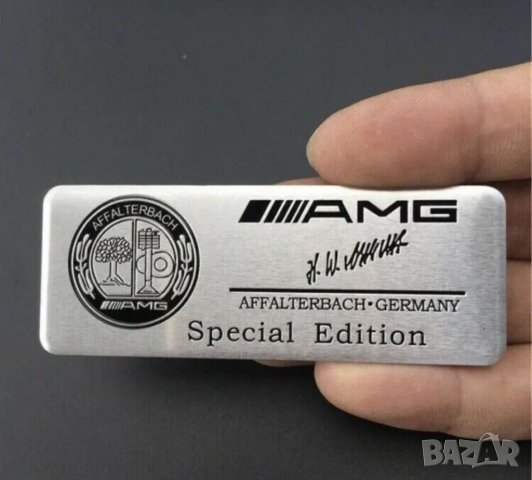 AFFALTERBACH
AMG
AMG
AFFALTERBACH•GERMANY
Special Edition
BAZAR